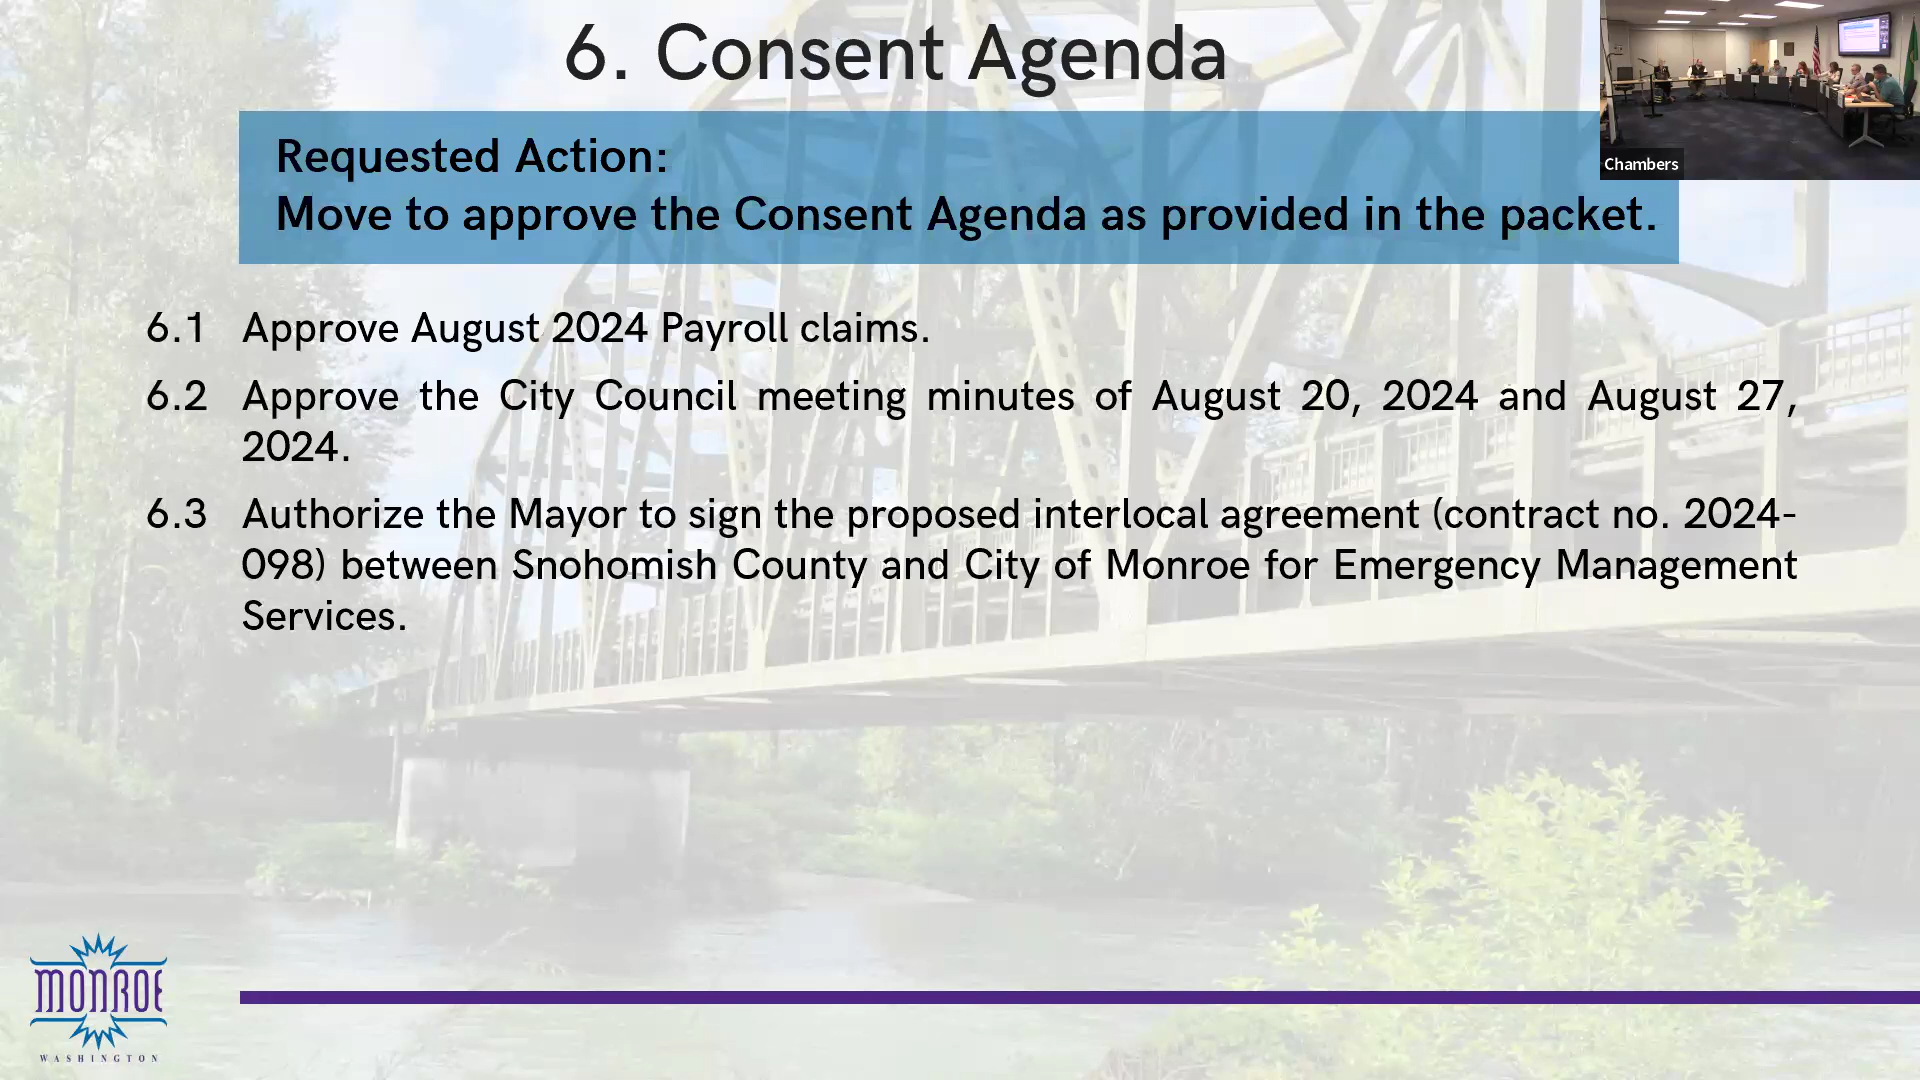 6. Consent Agenda
Requested Action:
Move to approve the Consent Agenda as provided in the packet.
Chambers
6.1 Approve August 2024 Payroll claims.
6.2 Approve the City Council meeting minutes of August 20, 2024 and August 27,
2024.
6.3 Authorize the Mayor to sign the proposed interlocal agreement (contract no. 2024-
098) between Snohomish County and City of Monroe for Emergency Management
Services.
MONROE
WASHINGTON